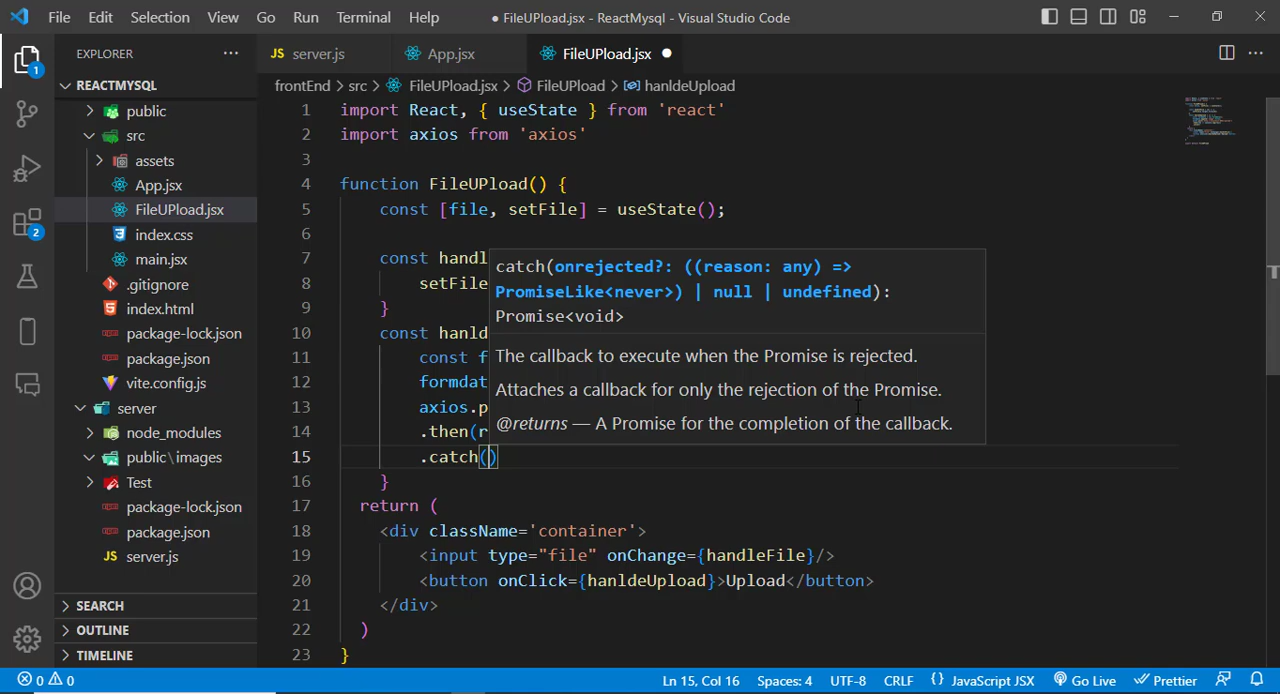 File Edit Selection View Go Run Terminal Help
● FileUPload.jsx - ReactMysql - Visual Studio Code
EXPLORER ...
JS server.js
App.jsx
FileUPload.jsx ●
REACTMYSQL
frontEnd > src > FileUPload.jsx > FileUPload > hanldeUpload
public
src
assets
App.jsx
FileUPload.jsx
index.css
main.jsx
.gitignore
index.html
package-lock.json
package.json
vite.config.js
server
node_modules
public\images
Test
package-lock.json
package.json
JS server.js
SEARCH
OUTLINE
TIMELINE
1
2
1 import React, { useState } from 'react'
2 import axios from 'axios'
3
4 function FileUPload() {
5 const [file, setFile] = useState();
6
7 const handl
8 setFile
9 }
10 const hanld
11 const f
12 formdat
13 axios.p
14 .then(r
15 .catch()
16 }
17 return (
18 <div className='container'>
19 <input type="file" onChange={handleFile}/>
20 <button onClick={hanldeUpload}>Upload</button>
21 </div>
22 )
23 }
catch(onrejected?: ((reason: any) =>
PromiseLike<never>) | null | undefined):
Promise<void>
The callback to execute when the Promise is rejected.
Attaches a callback for only the rejection of the Promise.
@returns — A Promise for the completion of the callback.
0 0
Ln 15, Col 16 Spaces: 4 UTF-8 CRLF {} JavaScript JSX Go Live Prettier